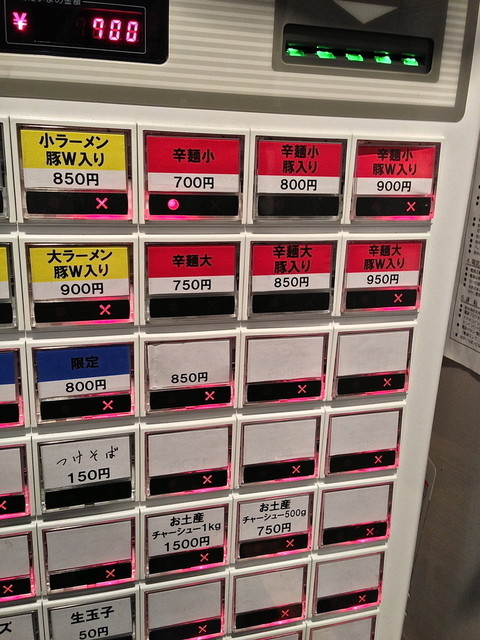 ¥ 700
小ラーメン
豚W入り
850円
辛麺小
700円
辛麺小
豚入り
800円
辛麺小
豚W入り
900円
大ラーメン
豚W入り
900円
辛麺大
750円
辛麺大
豚入り
850円
辛麺大
豚W入り
950円
限定
800円
850円
つけそば
150円
お土産
チャーシュー1kg
1500円
お土産
チャーシュー500g
750円
ズ
生玉子
50円